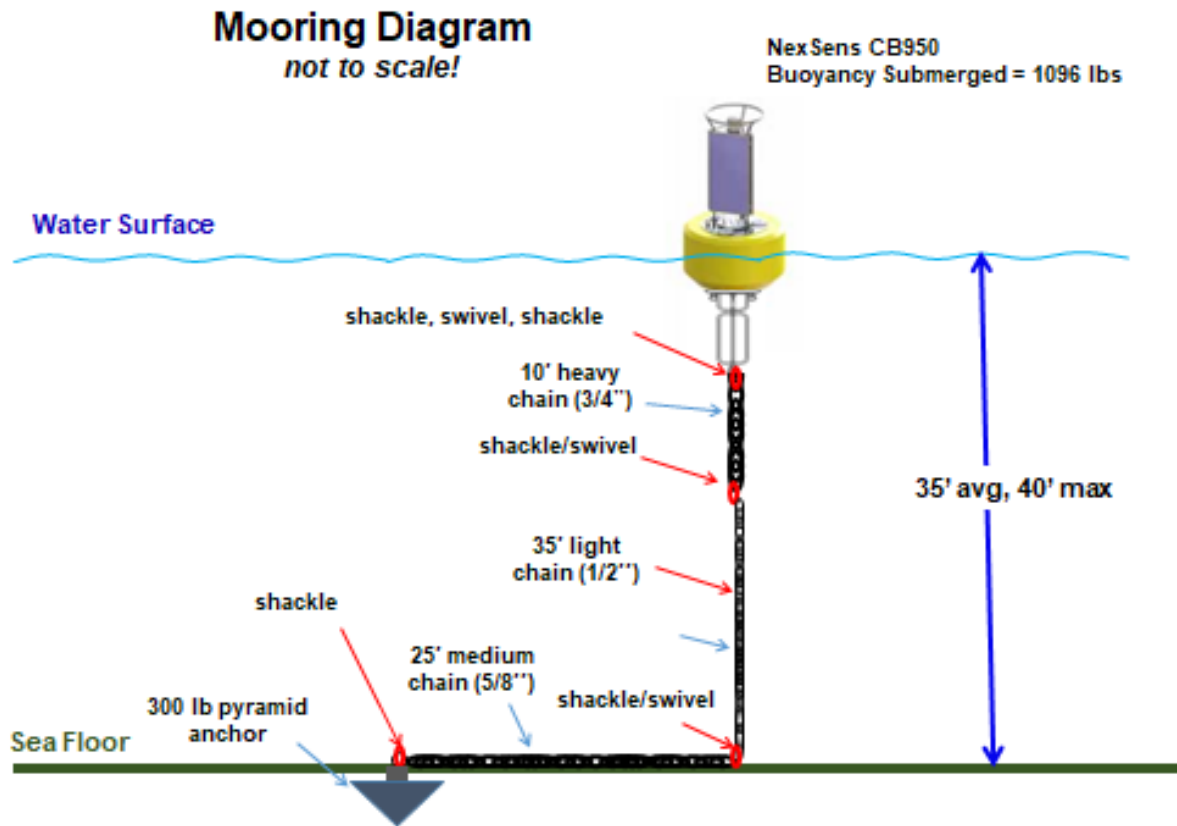 Mooring Diagram
not to scale!
NexSens CB950
Buoyancy Submerged = 1096 lbs
Water Surface
shackle, swivel, shackle
10' heavy
chain (3/4'')
shackle/swivel
35' avg, 40' max
35' light
chain (1/2'')
shackle
25' medium
chain (5/8'')
shackle/swivel
300 lb pyramid
anchor
Sea Floor